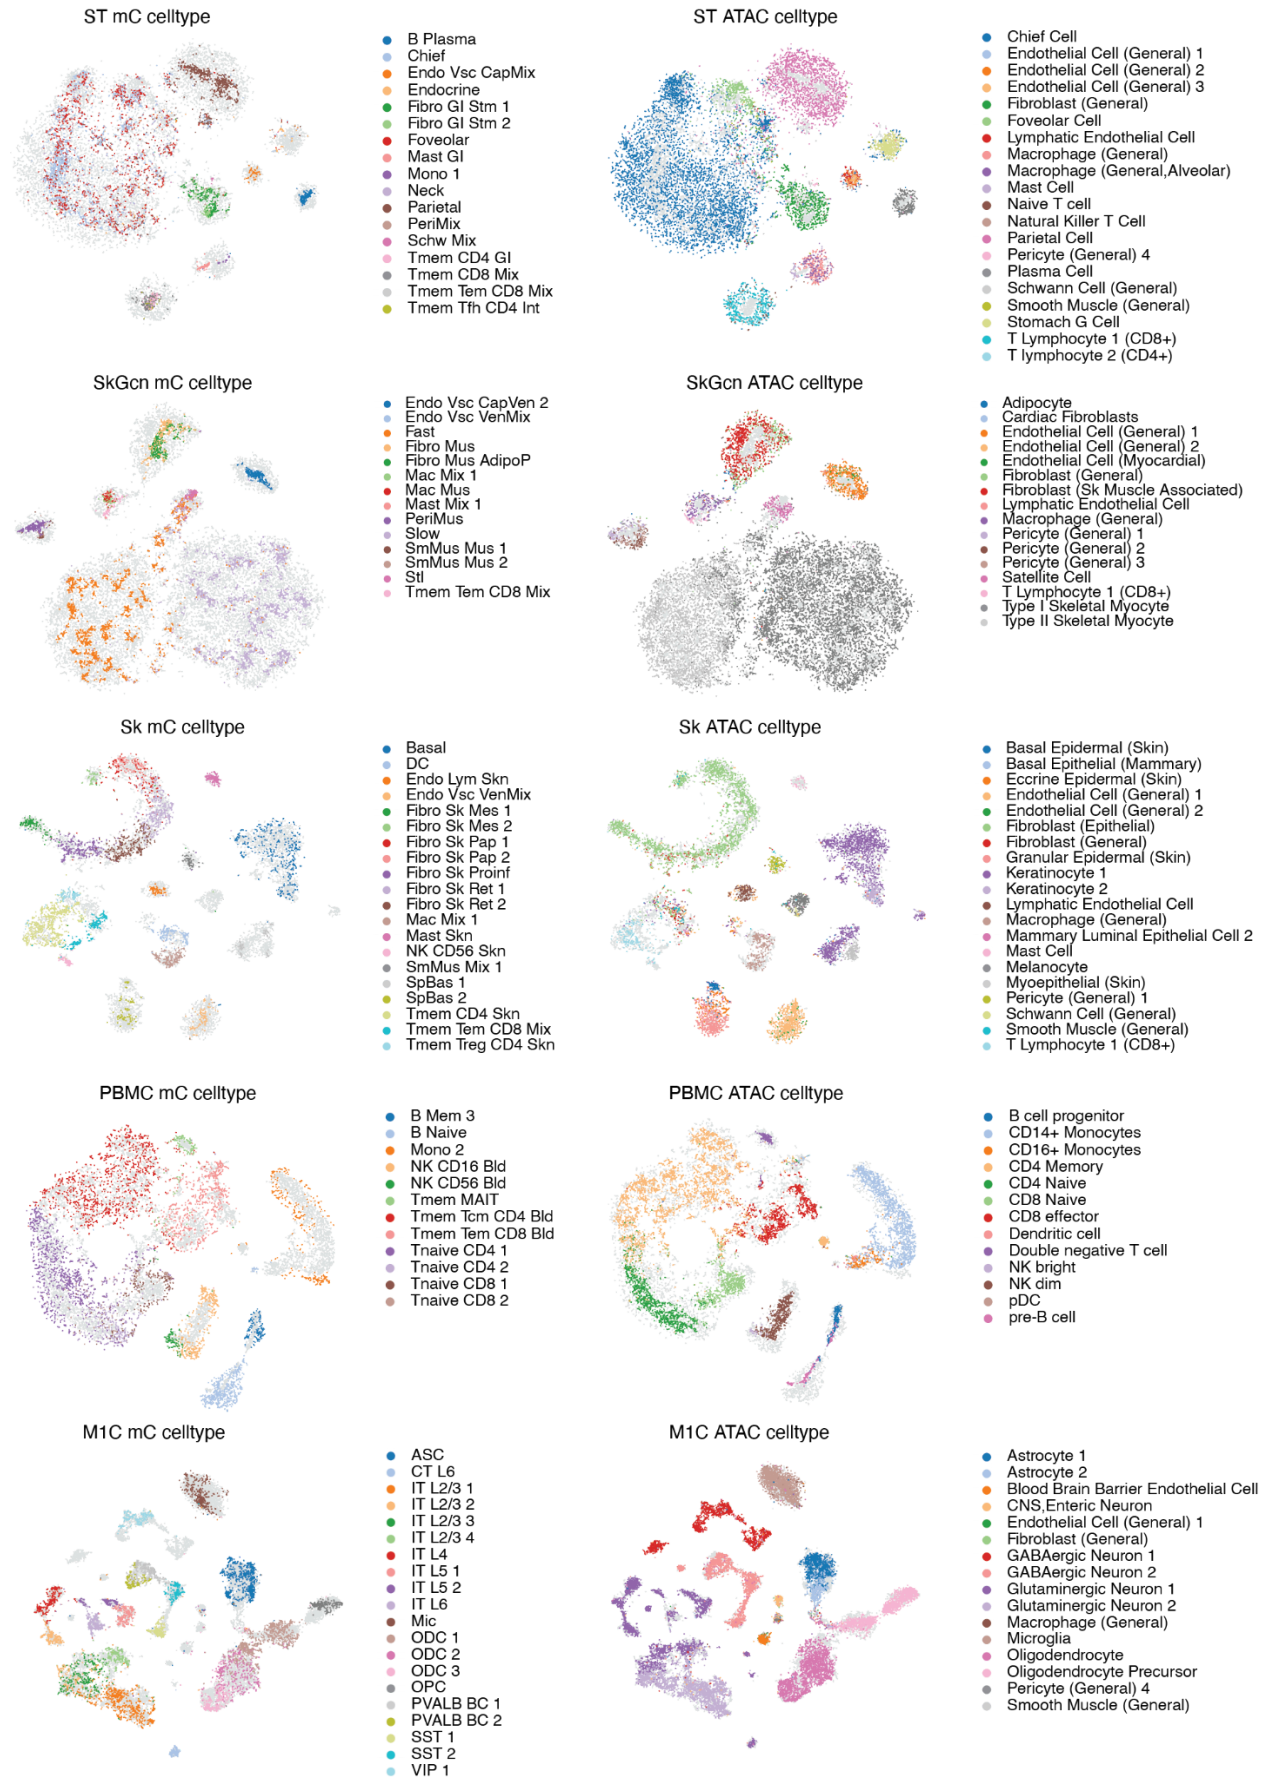 ST mC celltype
B Plasma
Chief
Endo Vsc CapMix
Endocrine
Fibro GI Stm 1
Fibro GI Stm 2
Foveolar
Mast GI
Mono 1
Neck
Parietal
PeriMix
Schw Mix
Tmem CD4 GI
Tmem CD8 Mix
Tmem Tem CD8 Mix
Tmem Tfh CD4 Int
ST ATAC celltype
Chief Cell
Endothelial Cell (General) 1
Endothelial Cell (General) 2
Endothelial Cell (General) 3
Fibroblast (General)
Foveolar Cell
Lymphatic Endothelial Cell
Macrophage (General)
Macrophage (General,Alveolar)
Mast Cell
Naive T cell
Natural Killer T Cell
Parietal Cell
Pericyte (General) 4
Plasma Cell
Schwann Cell (General)
Smooth Muscle (General)
Stomach G Cell
T Lymphocyte 1 (CD8+)
T lymphocyte 2 (CD4+)
SkGcn mC celltype
Endo Vsc CapVen 2
Endo Vsc VenMix
Fast
Fibro Mus
Fibro Mus AdipoP
Mac Mix 1
Mac Mus
Mast Mix 1
PeriMus
Slow
SmMus Mus 1
SmMus Mus 2
Stl
Tmem Tem CD8 Mix
SkGcn ATAC celltype
Adipocyte
Cardiac Fibroblasts
Endothelial Cell (General) 1
Endothelial Cell (General) 2
Endothelial Cell (Myocardial)
Fibroblast (General)
Fibroblast (Sk Muscle Associated)
Lymphatic Endothelial Cell
Macrophage (General)
Pericyte (General) 1
Pericyte (General) 2
Pericyte (General) 3
Satellite Cell
T Lymphocyte 1 (CD8+)
Type I Skeletal Myocyte
Type II Skeletal Myocyte
Sk mC celltype
Basal
DC
Endo Lym Skn
Endo Vsc VenMix
Fibro Sk Mes 1
Fibro Sk Mes 2
Fibro Sk Pap 1
Fibro Sk Pap 2
Fibro Sk Proinf
Fibro Sk Ret 1
Fibro Sk Ret 2
Mac Mix 1
Mast Skn
NK CD56 Skn
SmMus Mix 1
SpBas 1
SpBas 2
Tmem CD4 Skn
Tmem Tem CD8 Mix
Tmem Treg CD4 Skn
Sk ATAC celltype
Basal Epidermal (Skin)
Basal Epithelial (Mammary)
Eccrine Epidermal (Skin)
Endothelial Cell (General) 1
Endothelial Cell (General) 2
Fibroblast (Epithelial)
Fibroblast (General)
Granular Epidermal (Skin)
Keratinocyte 1
Keratinocyte 2
Lymphatic Endothelial Cell
Macrophage (General)
Mammary Luminal Epithelial Cell 2
Mast Cell
Melanocyte
Myoepithelial (Skin)
Pericyte (General) 1
Schwann Cell (General)
Smooth Muscle (General)
T Lymphocyte 1 (CD8+)
PBMC mC celltype
B Mem 3
B Naive
Mono 2
NK CD16 Bld
NK CD56 Bld
Tmem MAIT
Tmem Tcm CD4 Bld
Tmem Tem CD8 Bld
Tnaive CD4 1
Tnaive CD4 2
Tnaive CD8 1
Tnaive CD8 2
PBMC ATAC celltype
B cell progenitor
CD14+ Monocytes
CD16+ Monocytes
CD4 Memory
CD4 Naive
CD8 Naive
CD8 effector
Dendritic cell
Double negative T cell
NK bright
NK dim
pDC
pre-B cell
M1C mC celltype
ASC
CT L6
IT L2/3 1
IT L2/3 2
IT L2/3 3
IT L2/3 4
IT L4
IT L5 1
IT L5 2
IT L6
Mic
ODC 1
ODC 2
ODC 3
OPC
PVALB BC 1
PVALB BC 2
SST 1
SST 2
VIP 1
M1C ATAC celltype
Astrocyte 1
Astrocyte 2
Blood Brain Barrier Endothelial Cell
CNS,Enteric Neuron
Endothelial Cell (General) 1
Fibroblast (General)
GABAergic Neuron 1
GABAergic Neuron 2
Glutaminergic Neuron 1
Glutaminergic Neuron 2
Macrophage (General)
Microglia
Oligodendrocyte
Oligodendrocyte Precursor
Pericyte (General) 4
Smooth Muscle (General)